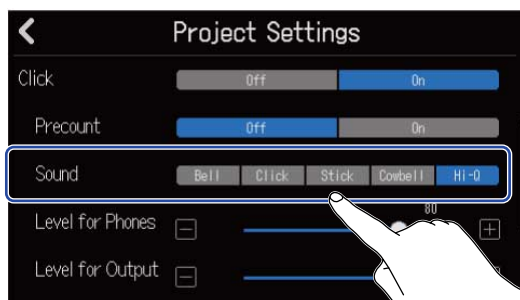 Project Settings
Click Off On
Precount Off On
Sound Bell Click Stick Cowbell Hi-Q
80
Level for Phones
Level for Output